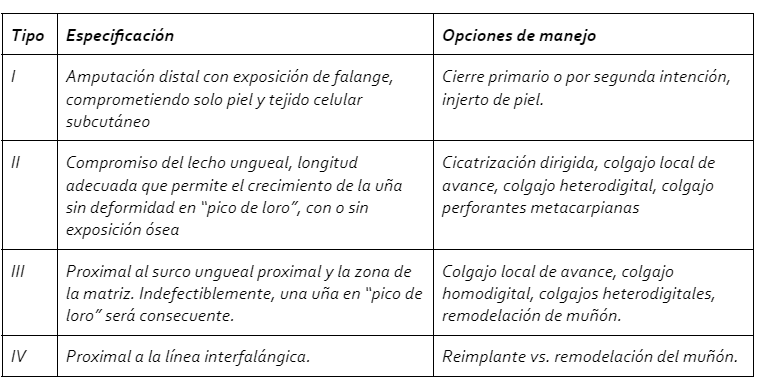 Tipo Especificación Opciones de manejo
I Amputación distal con exposición de falange, Cierre primario o por segunda intención,
comprometiendo solo piel y tejido celular injerto de piel.
subcutáneo
II Compromiso del lecho ungueal, longitud Cicatrización dirigida, colgajo local de
adecuada que permite el crecimiento de la uña avance, colgajo heterodigital, colgajo
sin deformidad en “pico de loro”, con o sin perforantes metacarpianas
exposición ósea
III Proximal al surco ungueal proximal y la zona de Colgajo local de avance, colgajo
la matriz. Indefectiblemente, una uña en “pico de homodigital, colgajos heterodigitales,
loro” será consecuente. remodelación de muñón.
IV Proximal a la línea interfalángica. Reimplante vs. remodelación del muñón.